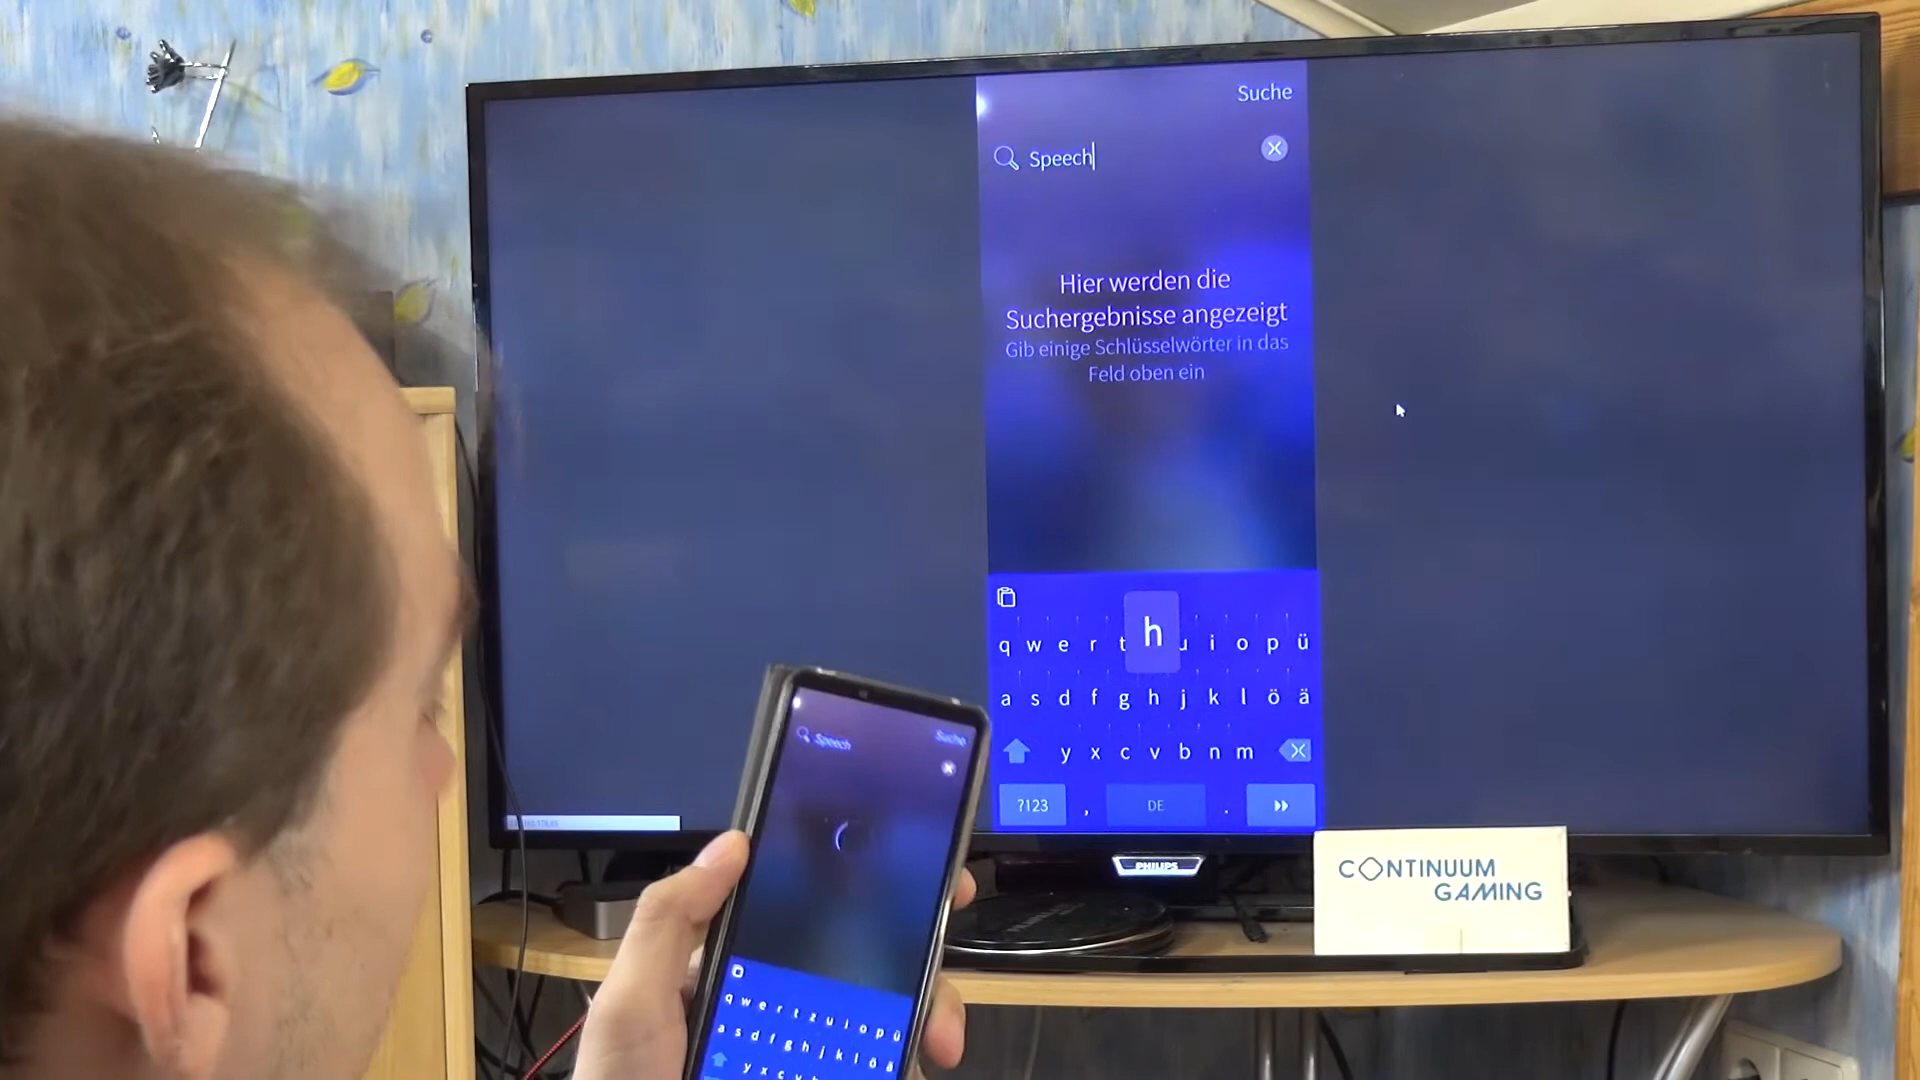 Suche
Speech
Hier werden die
Suchergebnisse angezeigt
Gib einige Schlüsselwörter in das
Feld oben ein
h
q w e r t u i o p ü
a s d f g h j k l ö ä
y x c v b n m
?123 , DE .
PHILIPS
CONTINUUM
GAMING
Suche
Speech
q w e r t z u i o p ü
a s d f g h j k l ö ä
y x c v